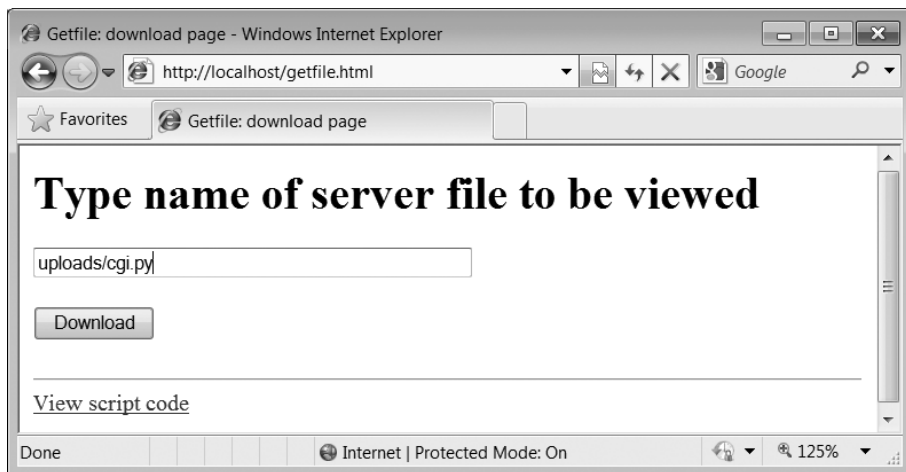 Getfile: download page - Windows Internet Explorer
http://localhost/getfile.html
Google
Favorites
Getfile: download page
Type name of server file to be viewed
uploads/cgi.py
Download
View script code
Done
Internet | Protected Mode: On
125%